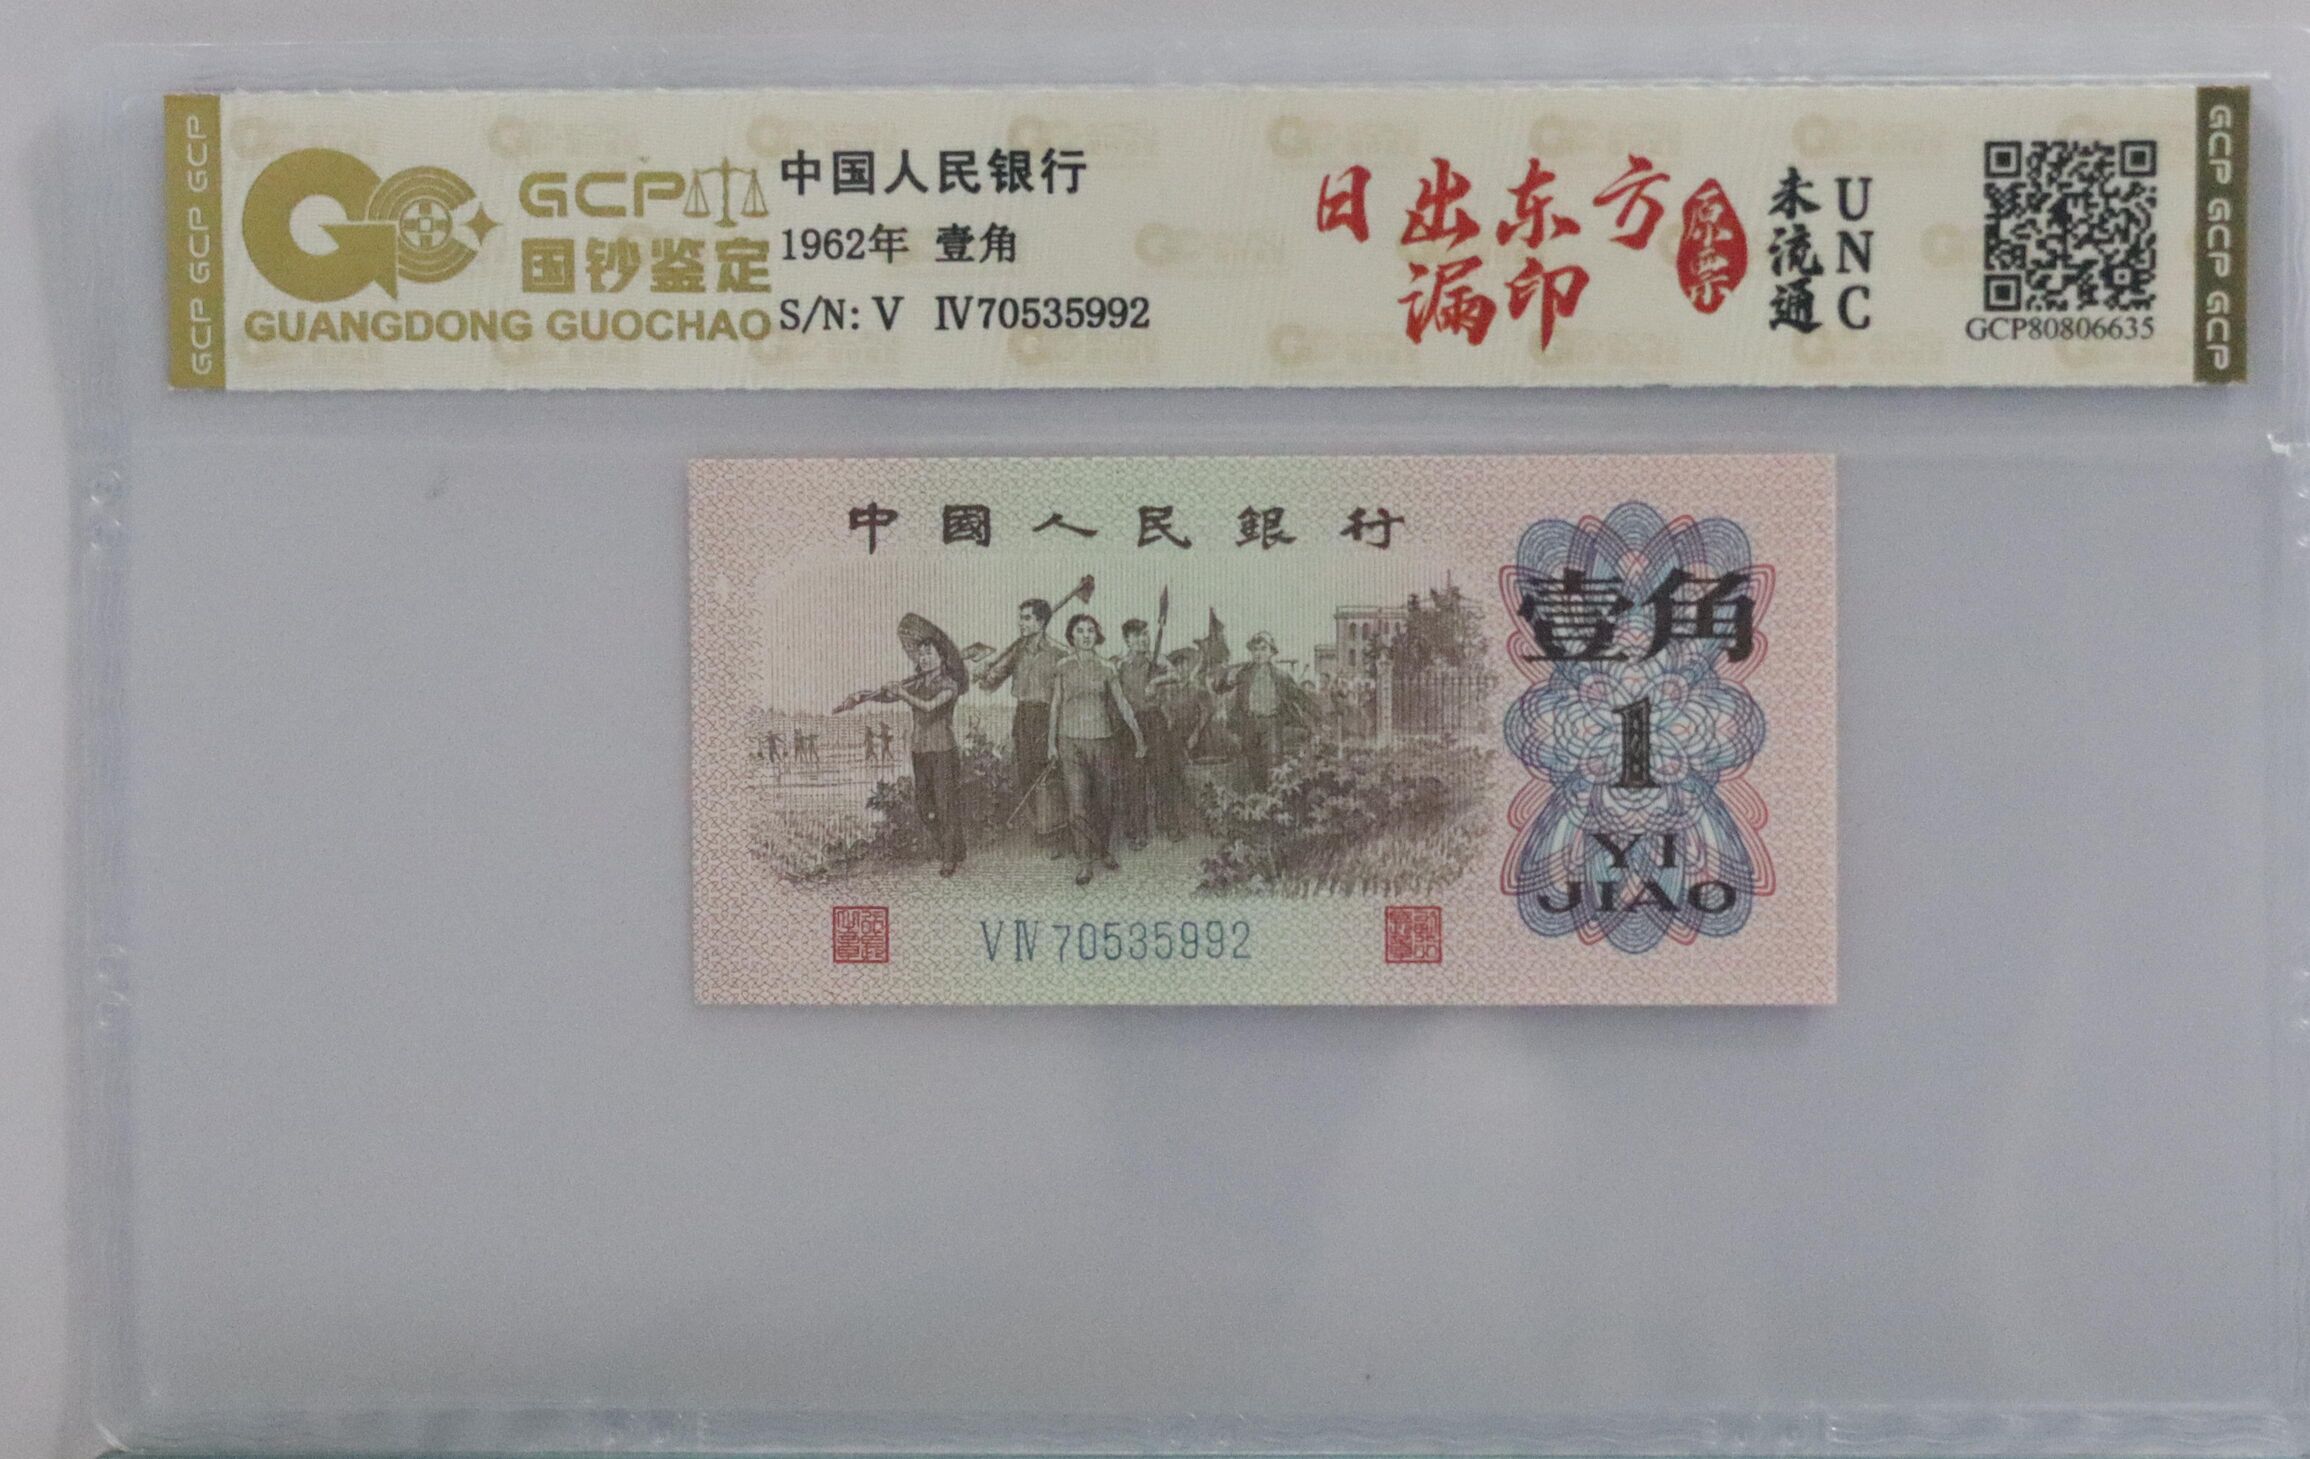 GCP GCP GCP
GCP
国钞鉴定
GUANGDONG GUOCHAO
中国人民银行
1962年 壹角
S/N: V Ⅳ70535992
日出东方
漏印
原票
未流通
UNC
GCP80806635
GCP GCP GCP
中國人民銀行
壹角
1
YI
JIAO
VⅣ70535992